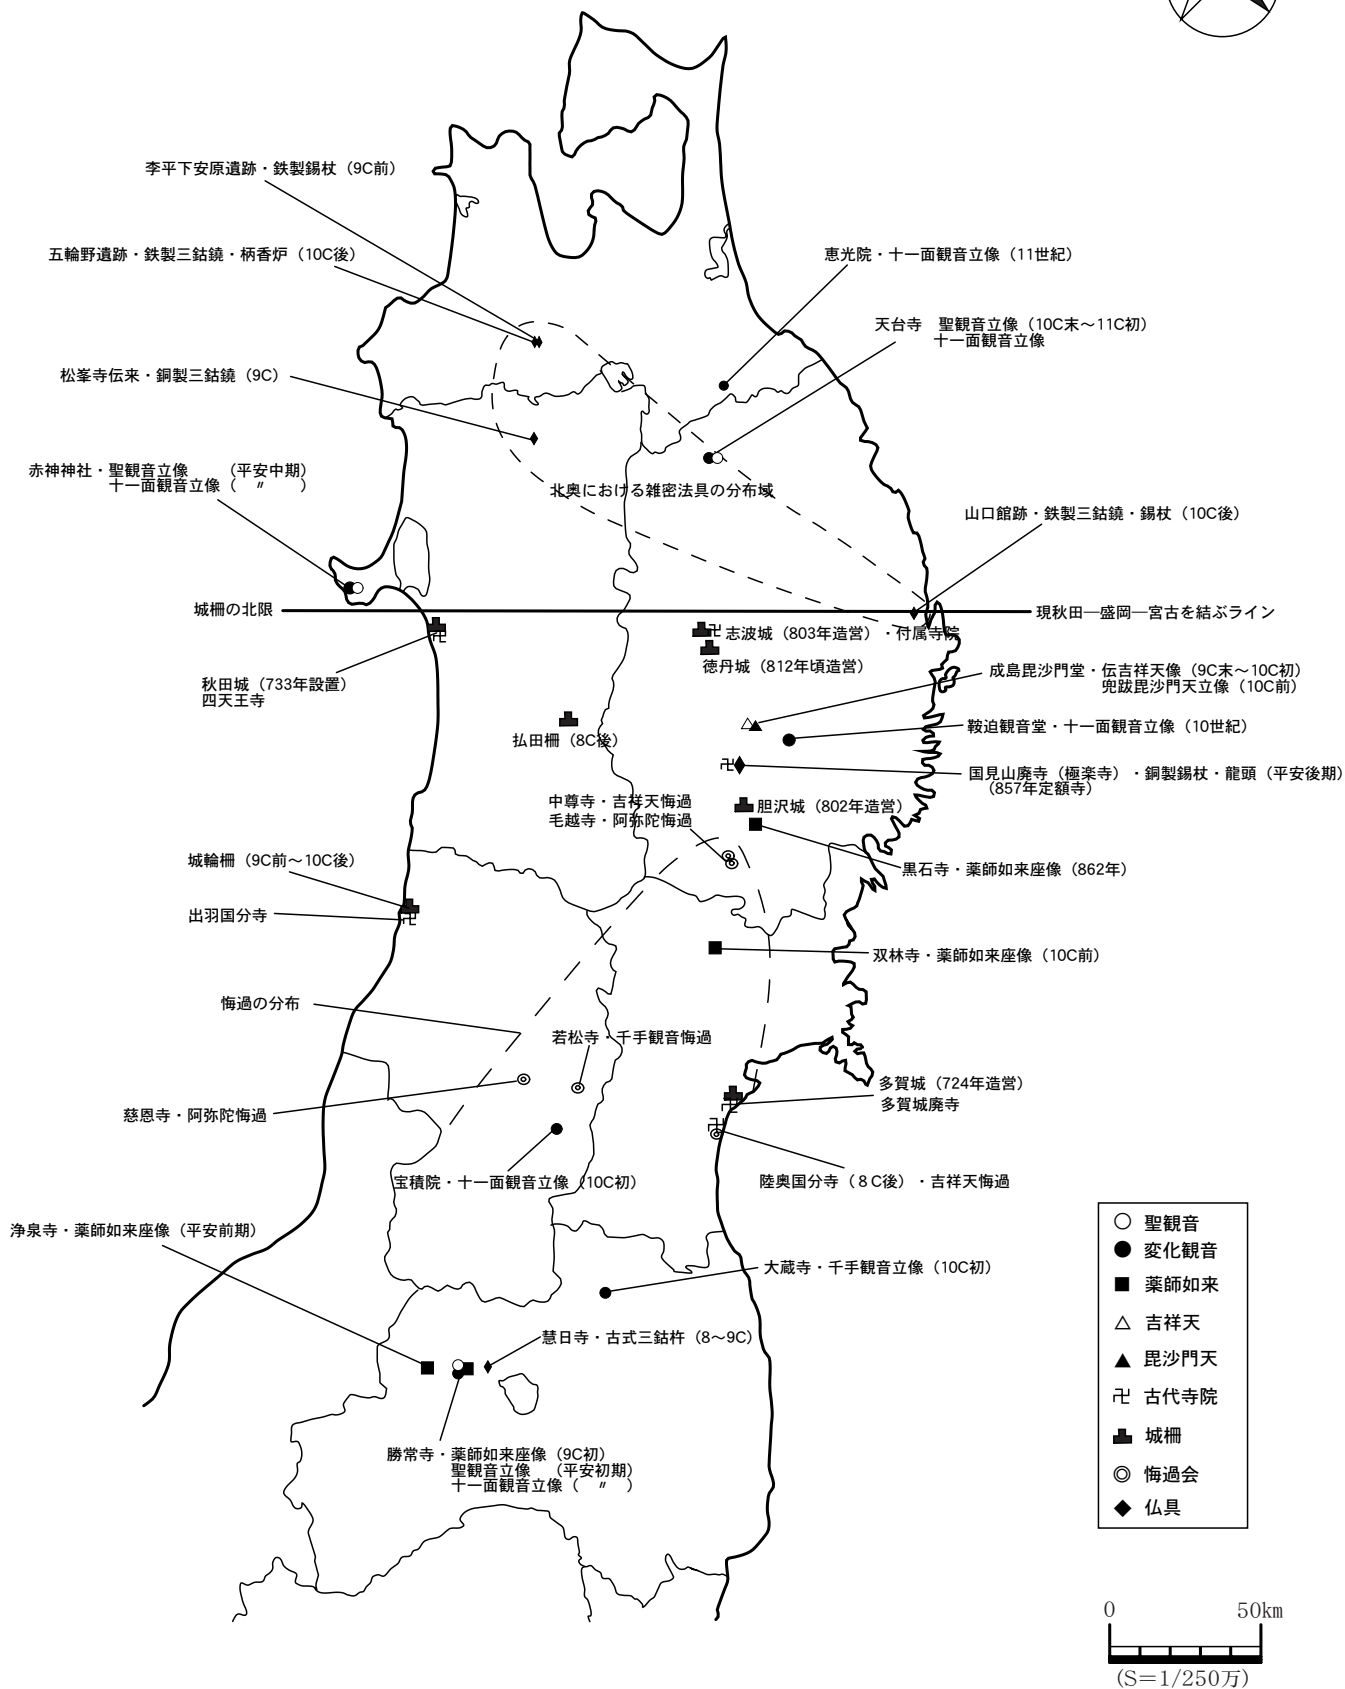 李平下安原遺跡・鉄製錫杖（9C前）
五輪野遺跡・鉄製三鈷鐃・柄香炉（10C後）
恵光院・十一面観音立像（11世紀）
天台寺　聖観音立像（10C末～11C初）
十一面観音立像
松峯寺伝来・銅製三鈷鐃（9C）
赤神神社・聖観音立像　　（平安中期）
十一面観音立像（　〃　）
北奥における雑密法具の分布域
山口館跡・鉄製三鈷鐃・錫杖（10C後）
城柵の北限
現秋田─盛岡─宮古を結ぶライン
志波城（803年造営）・付属寺院
徳丹城（812年頃造営）
秋田城（733年設置）
四天王寺
成島毘沙門堂・伝吉祥天像（9C末～10C初）
兜跋毘沙門天立像（10C前）
払田柵（8C後）
鞍迫観音堂・十一面観音立像（10世紀）
国見山廃寺（極楽寺）・銅製錫杖・龍頭（平安後期）
（857年定額寺）
中尊寺・吉祥天悔過
毛越寺・阿弥陀悔過
胆沢城（802年造営）
城輪柵（9C前～10C後）
黒石寺・薬師如来座像（862年）
出羽国分寺
双林寺・薬師如来座像（10C前）
悔過の分布
若松寺・千手観音悔過
多賀城（724年造営）
多賀城廃寺
慈恩寺・阿弥陀悔過
宝積院・十一面観音立像（10C初）
陸奥国分寺（８C後）・吉祥天悔過
浄泉寺・薬師如来座像（平安前期）
大蔵寺・千手観音立像（10C初）
慧日寺・古式三鈷杵（8～9C）
勝常寺・薬師如来座像（9C初）
聖観音立像　（平安初期）
十一面観音立像（　〃　）
聖観音
変化観音
薬師如来
吉祥天
毘沙門天
卍 古代寺院
城柵
悔過会
仏具
0 50km
(S＝1/250万)